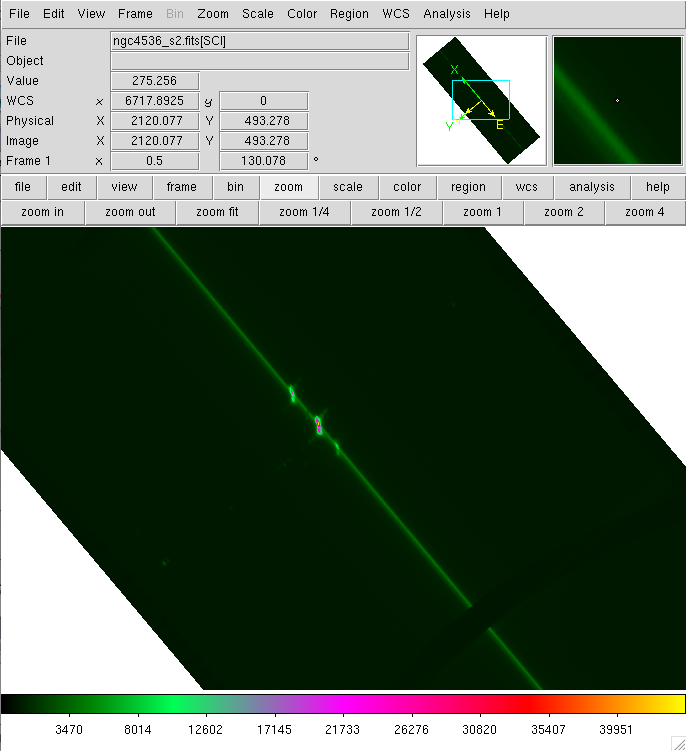 File Edit View Frame Bin Zoom Scale Color Region WCS Analysis Help
File ngc4536_s2.fits[SCI]
Object
Value 275.256
WCS x 6717.8925 y 0
Physical X 2120.077 Y 493.278
Image X 2120.077 Y 493.278
Frame 1 x 0.5 130.078 °
X
Y E
file edit view frame bin zoom scale color region wcs analysis help
zoom in zoom out zoom fit zoom 1/4 zoom 1/2 zoom 1 zoom 2 zoom 4
3470 8014 12602 17145 21733 26276 30820 35407 39951